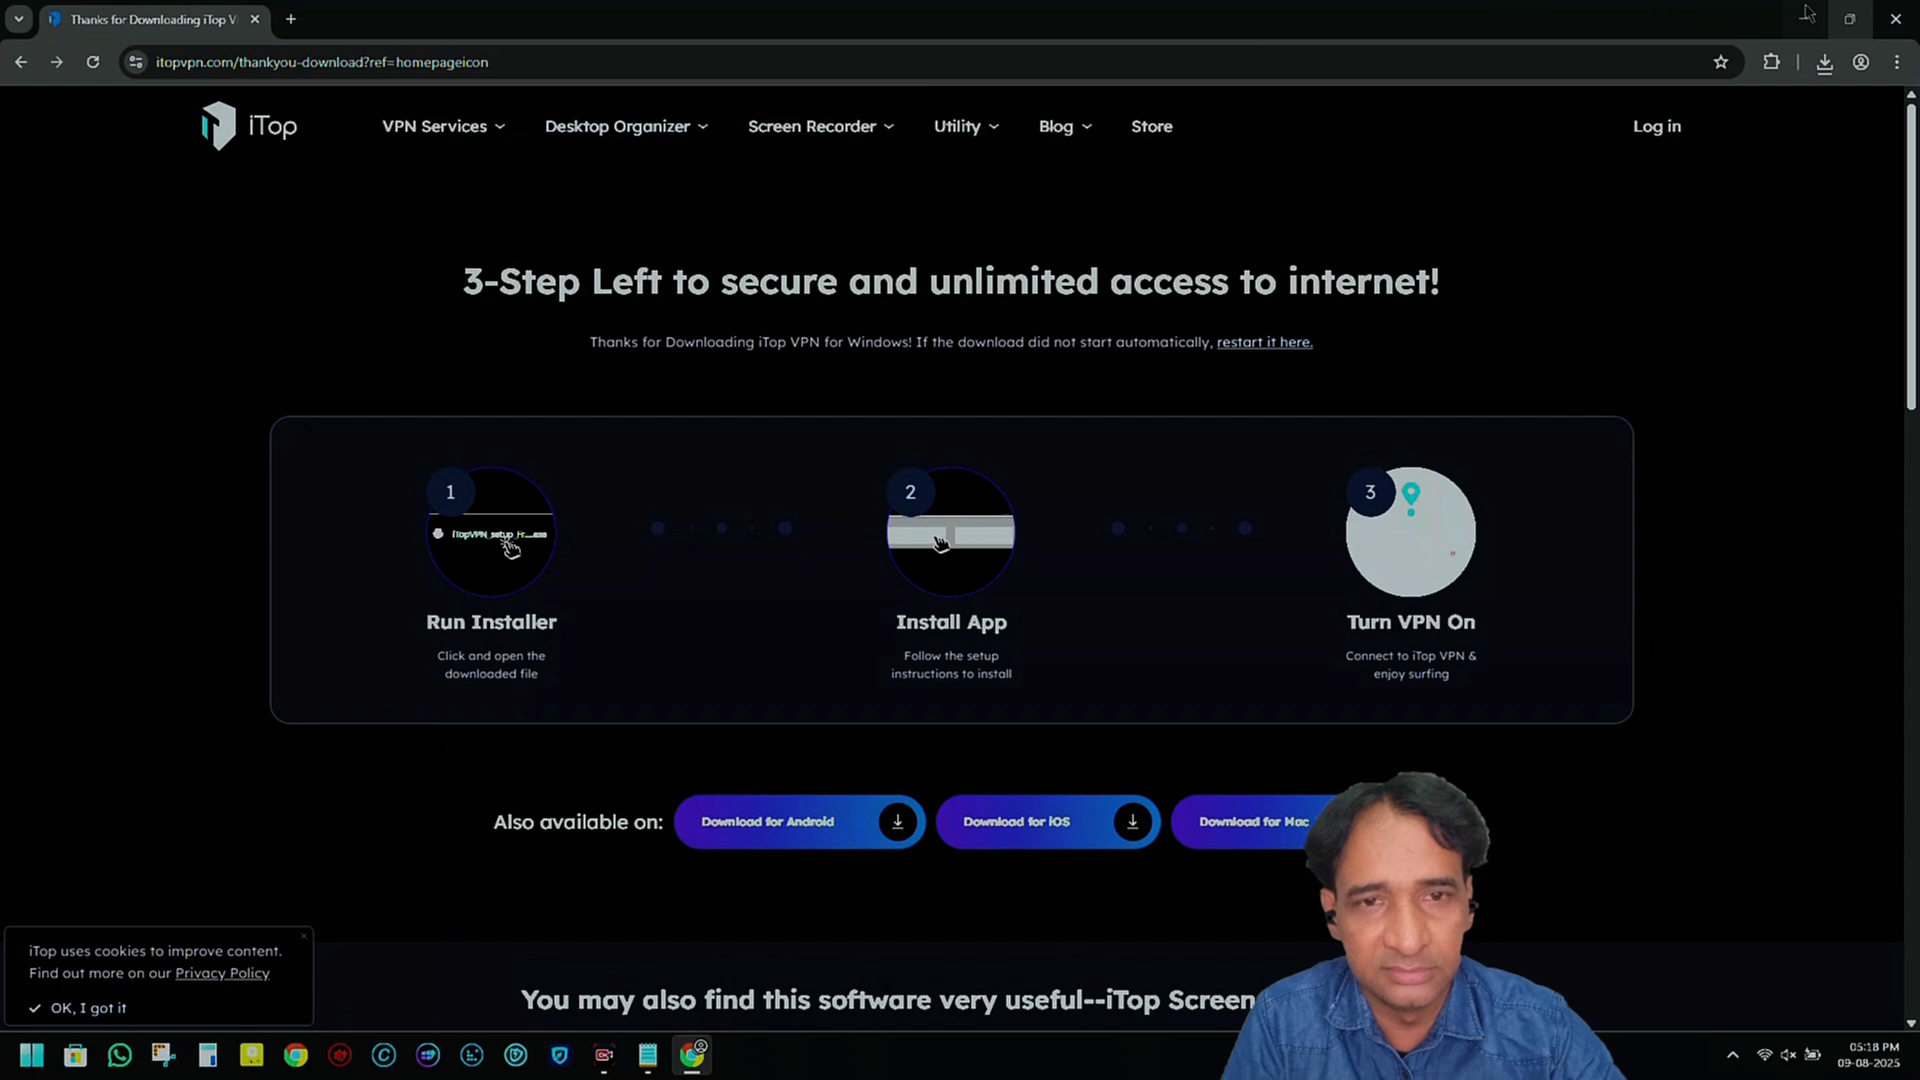 Thanks for Downloading iTop V
itopvpn.com/thankyou-download?ref=homepageicon
iTop
VPN Services
Desktop Organizer
Screen Recorder
Utility
Blog
Store
Log in
3-Step Left to secure and unlimited access to internet!
Thanks for Downloading iTop VPN for Windows! If the download did not start automatically, restart it here.
1
2
3
iTopVPN_setup_Fr....exe
Run Installer
Install App
Turn VPN On
Click and open the
downloaded file
Follow the setup
instructions to install
Connect to iTop VPN &
enjoy surfing
Also available on:
Download for Android
Download for iOS
Download for Mac
iTop uses cookies to improve content.
Find out more on our Privacy Policy
OK, I got it
You may also find this software very useful--iTop Screen
05:18 PM
09-08-2025